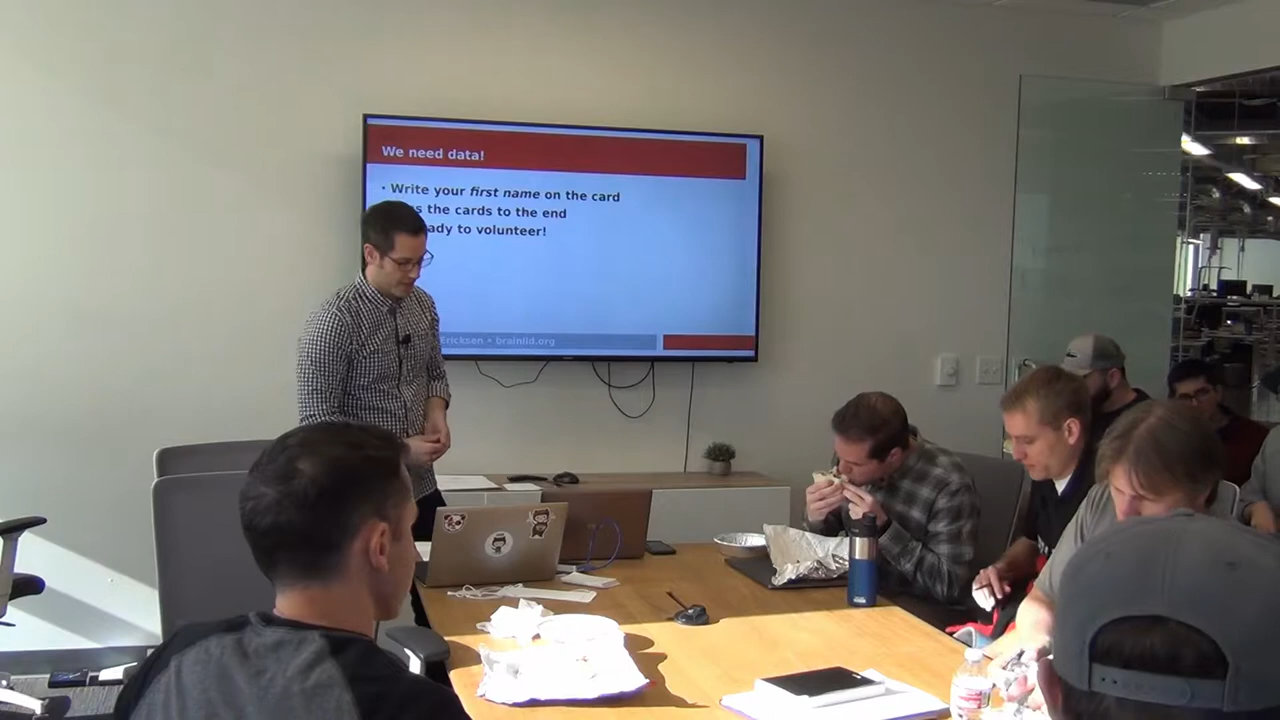 We need data!
• Write your first name on the card
the cards to the end
to volunteer!
Ericksen • brainlid.org